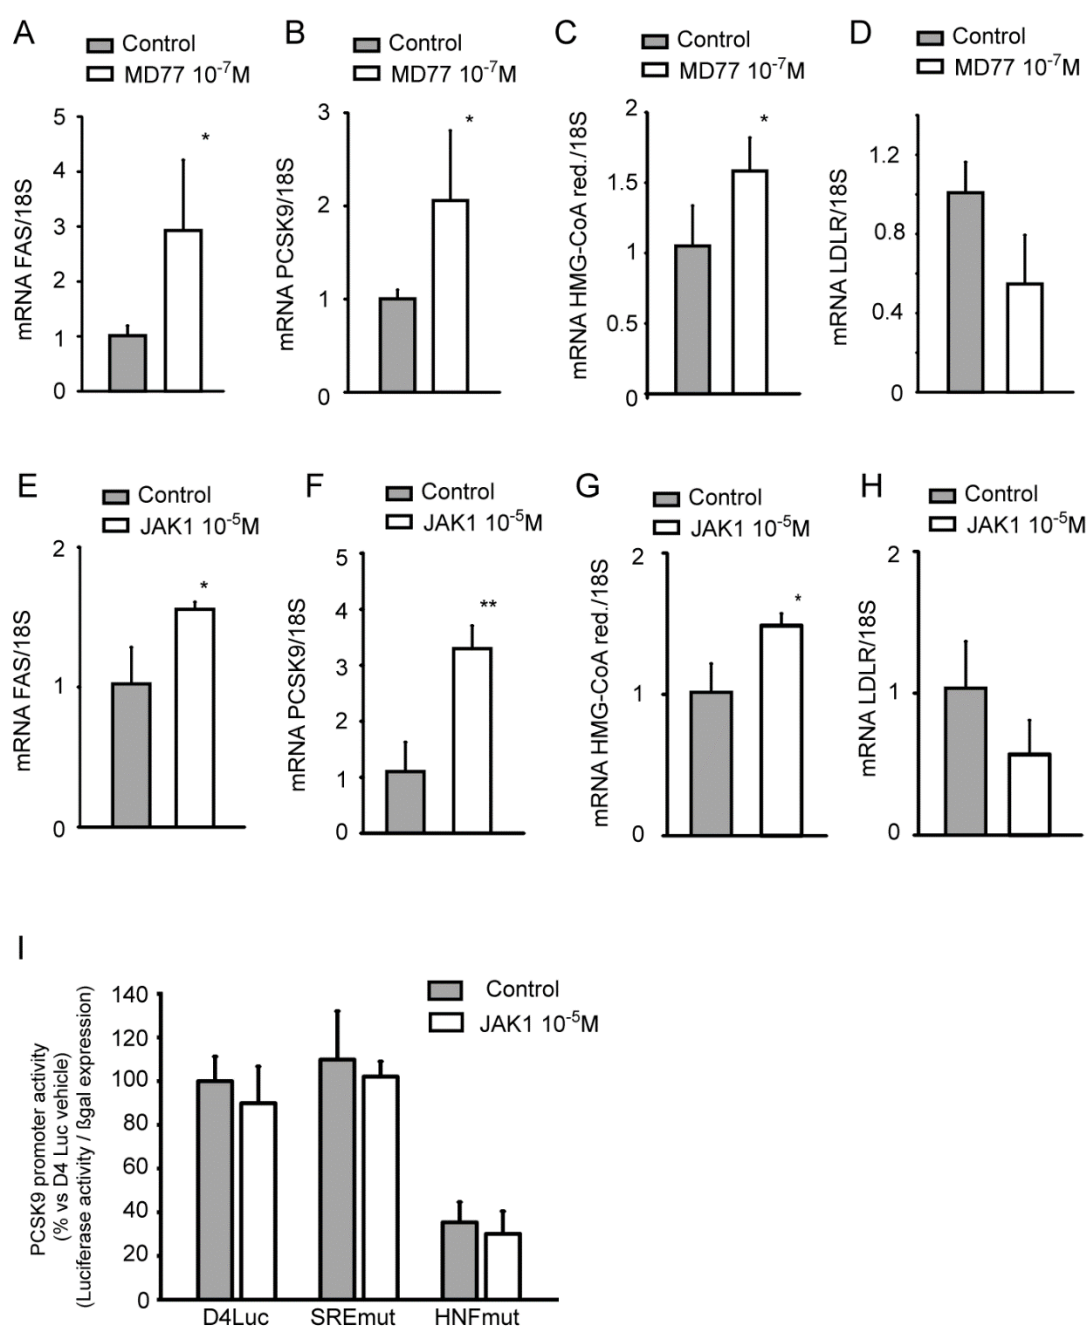 A
Control
MD77 10⁻⁷M
mRNA FAS/18S
5
4
3
2
1
0
*
B
Control
MD77 10⁻⁷M
mRNA PCSK9/18S
3
2
1
0
*
C
Control
MD77 10⁻⁷M
mRNA HMG-CoA red./18S
2
1.5
1
0.5
0
*
D
Control
MD77 10⁻⁷M
mRNA LDLR/18S
1.2
0.8
0.4
0
E
Control
JAK1 10⁻⁵M
mRNA FAS/18S
2
1
0
*
F
Control
JAK1 10⁻⁵M
mRNA PCSK9/18S
5
4
3
2
1
0
**
G
Control
JAK1 10⁻⁵M
mRNA HMG-CoA red./18S
2
1
0
*
H
Control
JAK1 10⁻⁵M
mRNA LDLR/18S
2
1
0
I
Control
JAK1 10⁻⁵M
PCSK9 promoter activity
(% vs D4 Luc vehicle)
(Luciferase activity / ßgal expression)
140
120
100
80
60
40
20
0
D4Luc
SREmut
HNFmut